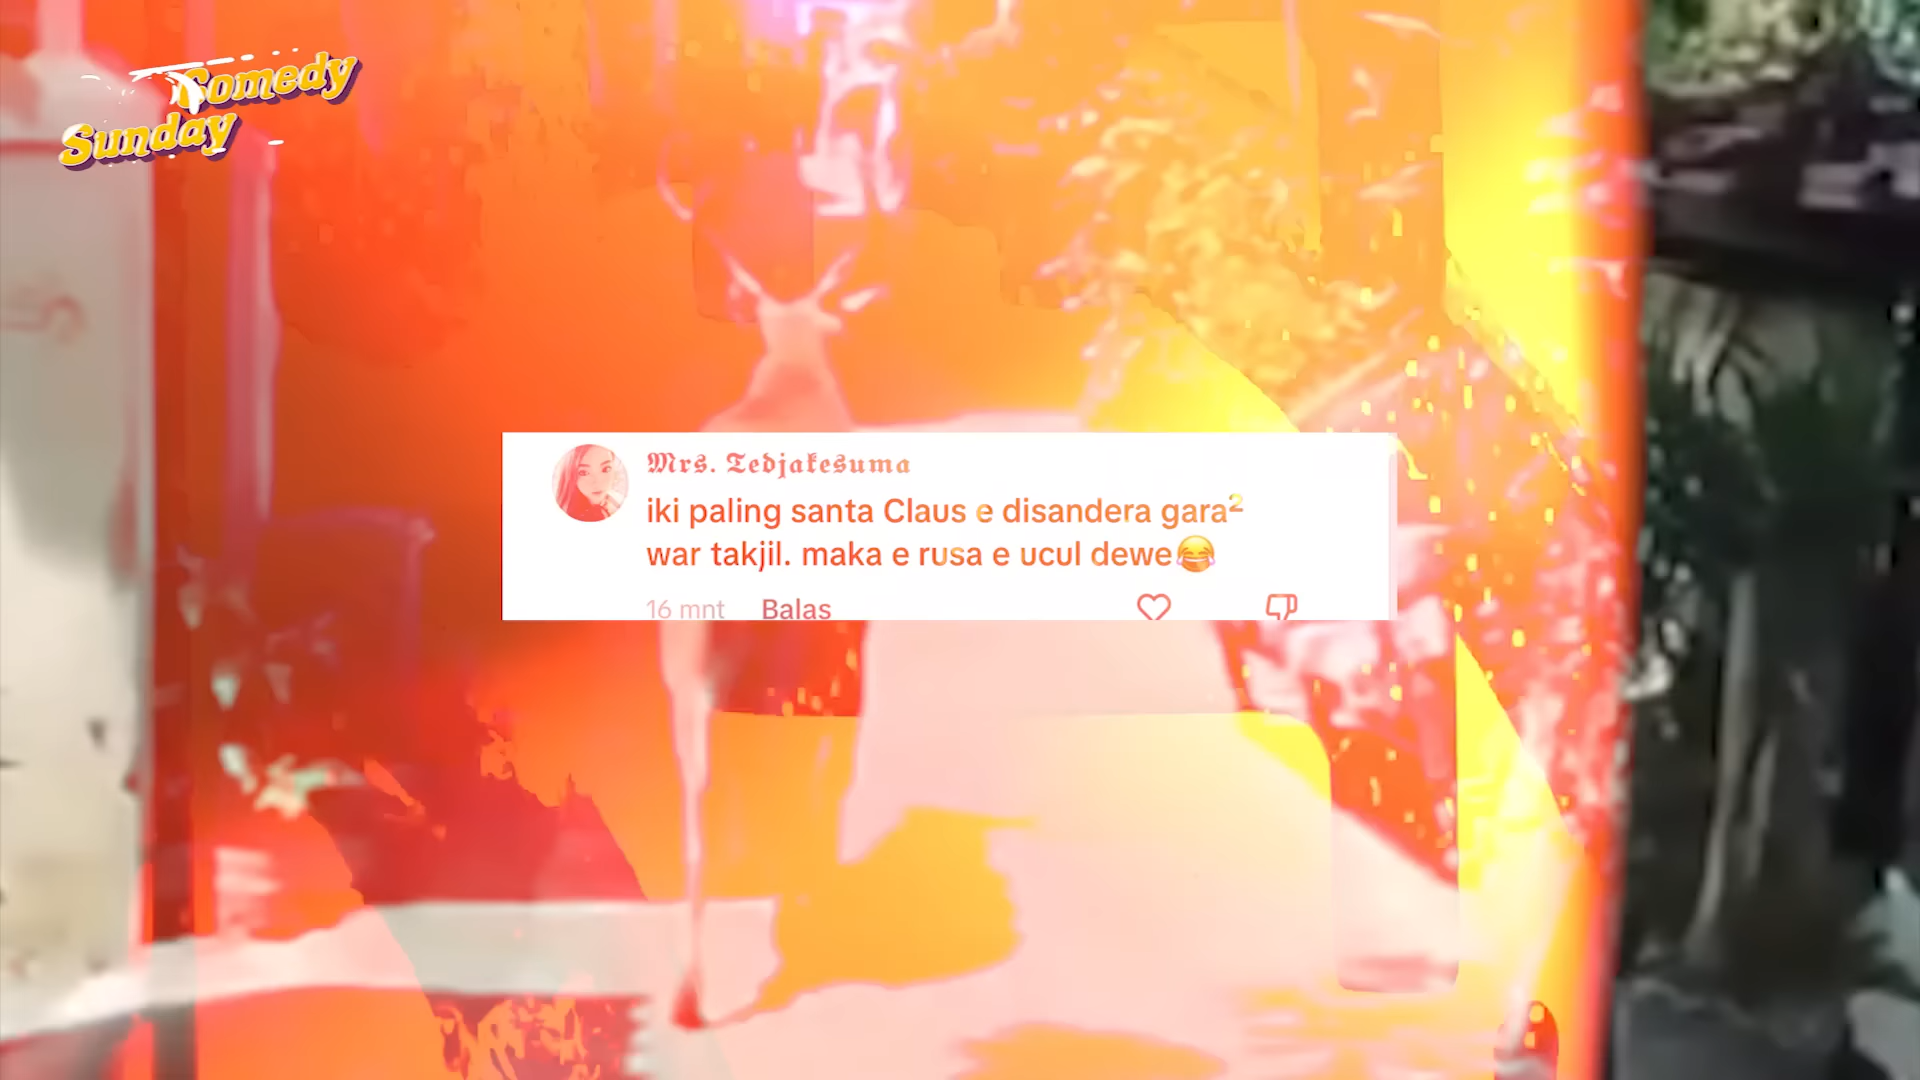 Comedy
Sunday
𝕸𝖗𝖘. 𝕿𝖊𝖉𝖏𝖆𝖐𝖊𝖘𝖚𝖒𝖆
iki paling santa Claus e disandera gara²
war takjil. maka e rusa e ucul dewe😂
16 mnt Balas